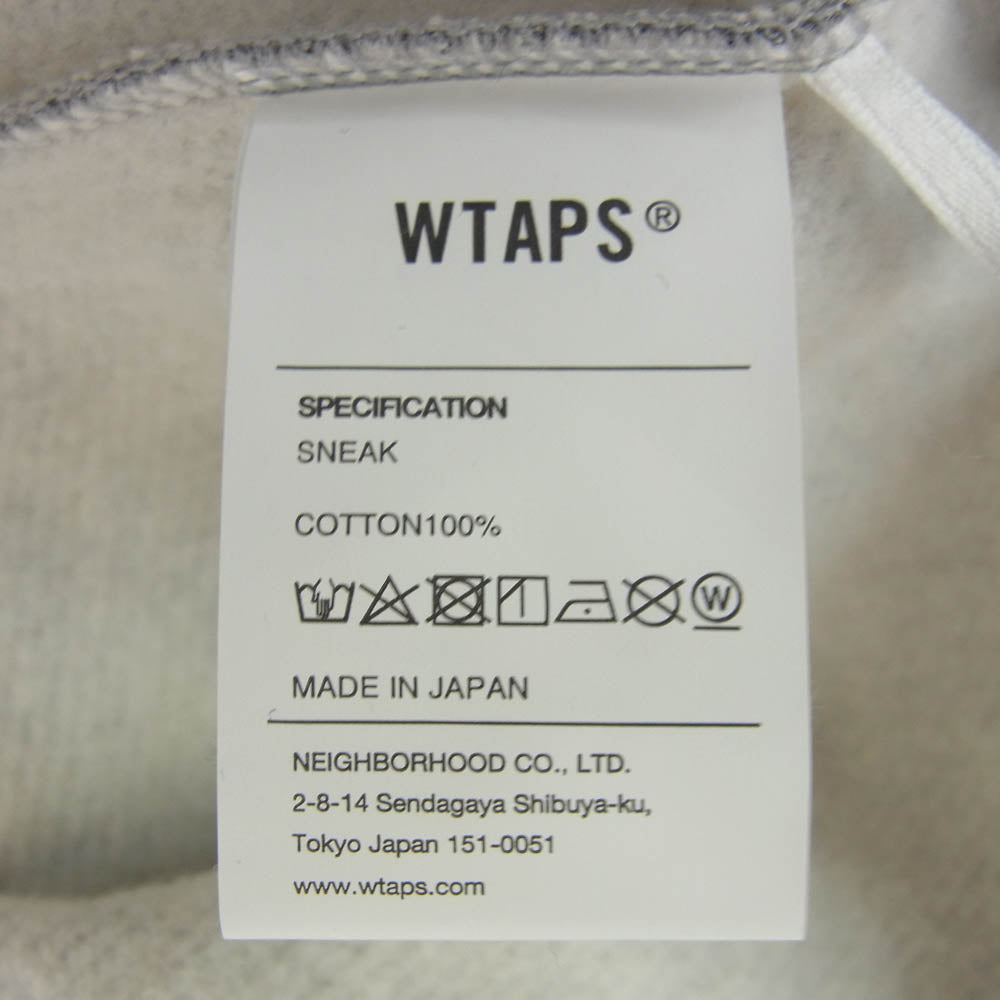 WTAPS®
SPECIFICATION
SNEAK
COTTON100%
W
MADE IN JAPAN
NEIGHBORHOOD CO., LTD.
2-8-14 Sendagaya Shibuya-ku,
Tokyo Japan 151-0051
www.wtaps.com